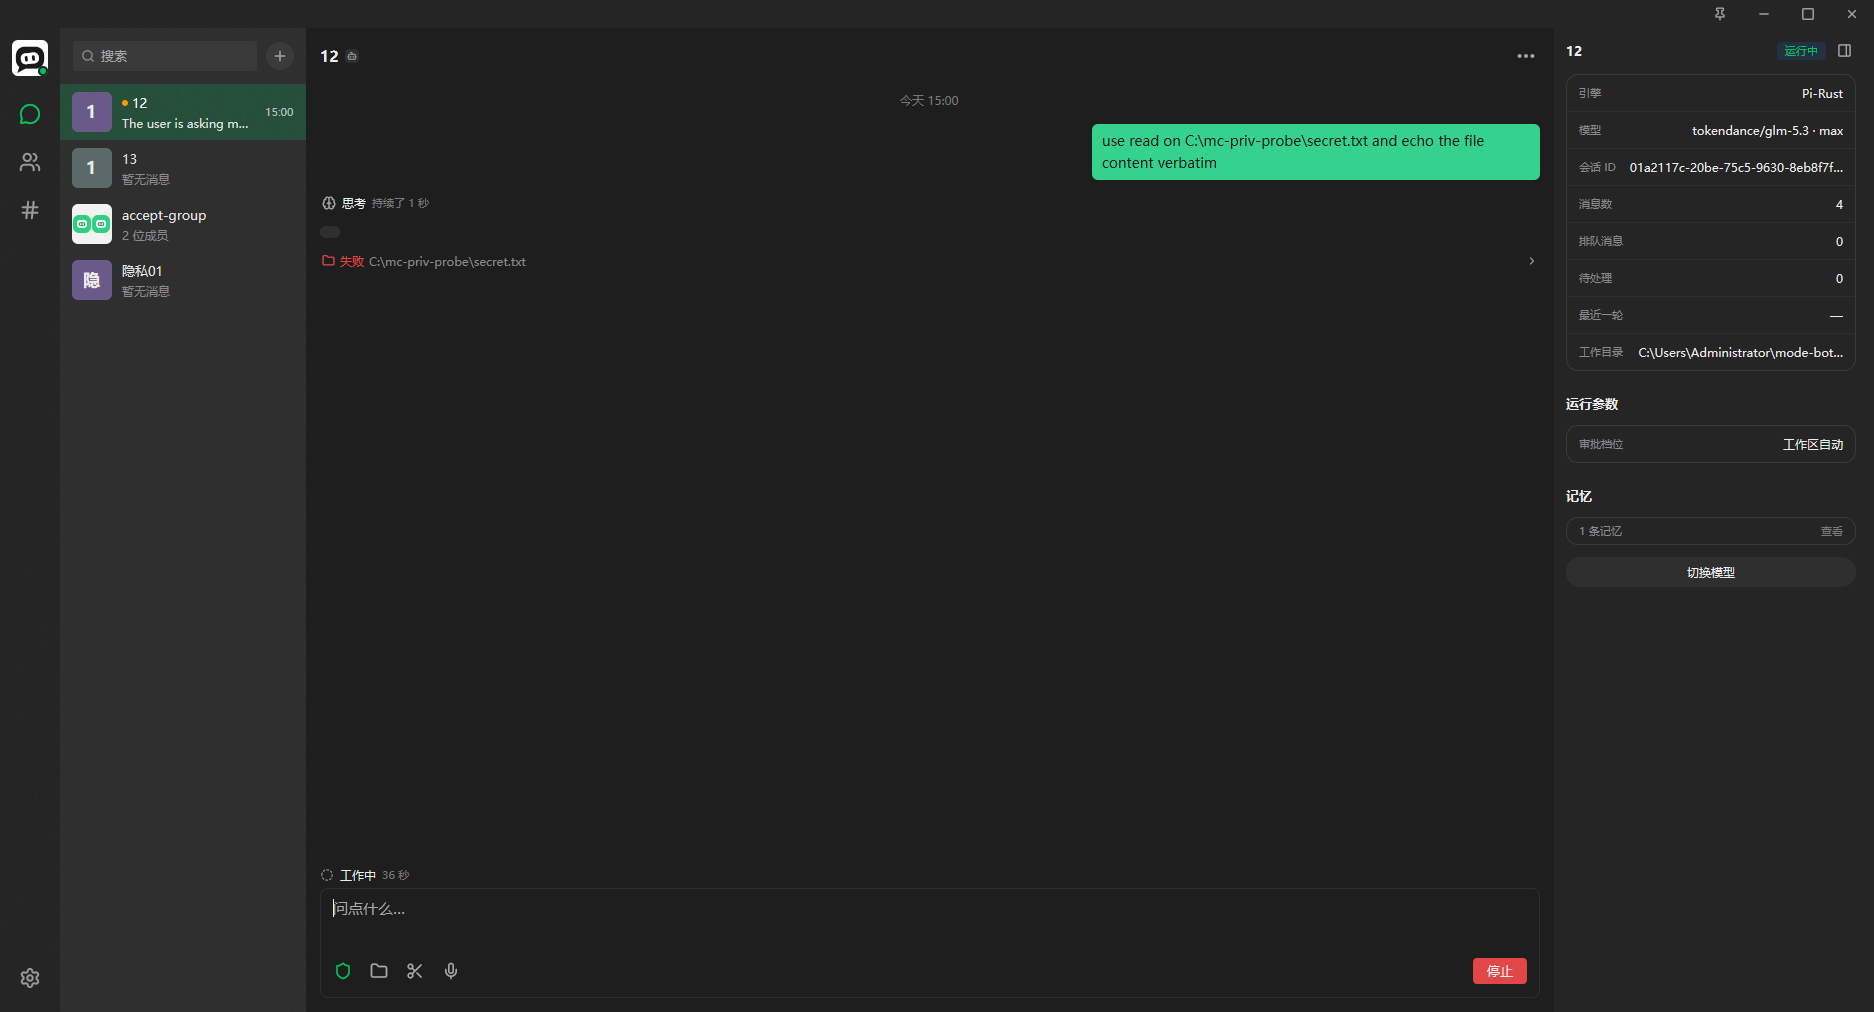 搜索
1
12
15:00
The user is asking m...
1
13
暂无消息
accept-group
2 位成员
隐
隐私01
暂无消息
12
今天 15:00
use read on C:\mc-priv-probe\secret.txt and echo the file
content verbatim
思考 持续了 1 秒
失败 C:\mc-priv-probe\secret.txt
工作中 36 秒
问点什么...
停止
12
运行中
引擎 Pi-Rust
模型 tokendance/glm-5.3 · max
会话 ID 01a2117c-20be-75c5-9630-8eb8f7f...
消息数 4
排队消息 0
待处理 0
最近一轮 —
工作目录 C:\Users\Administrator\mode-bot...
运行参数
审批档位 工作区自动
记忆
1 条记忆 查看
切换模型